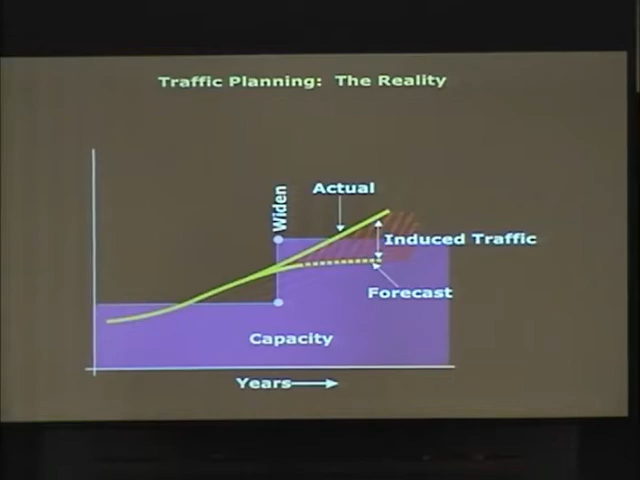 Traffic Planning: The Reality
Widen
Actual
Induced Traffic
Forecast
Capacity
Years